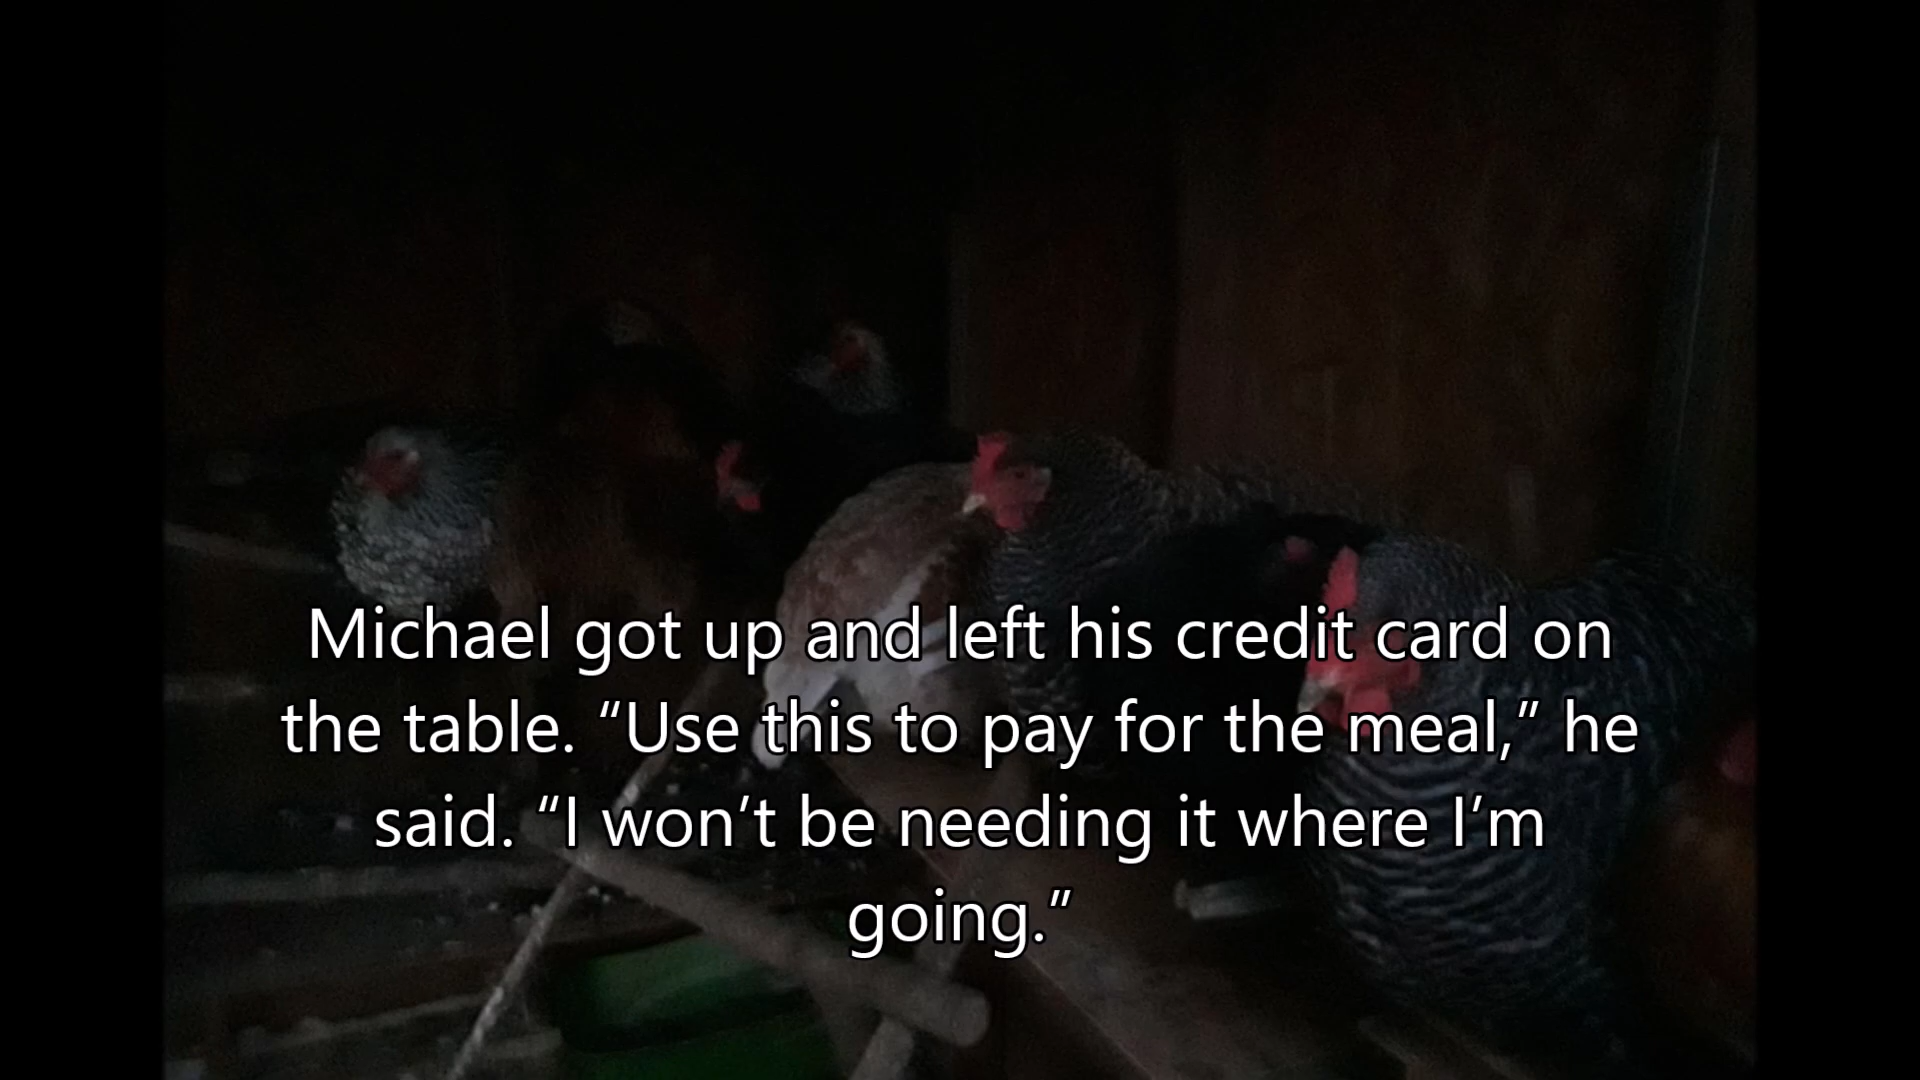 Michael got up and left his credit card on
the table. “Use this to pay for the meal,” he
said. “I won’t be needing it where I’m
going.”